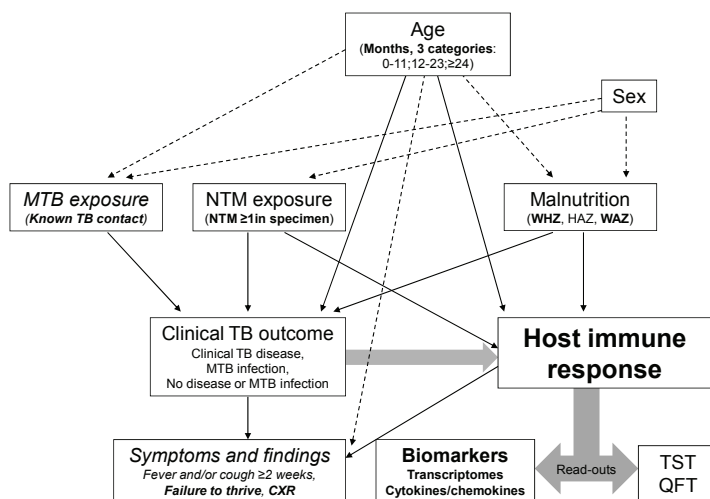 Age
(Months, 3 categories:
0-11;12-23;≥24)
Sex
MTB exposure
(Known TB contact)
NTM exposure
(NTM ≥1in specimen)
Malnutrition
(WHZ, HAZ, WAZ)
Clinical TB outcome
Clinical TB disease,
MTB infection,
No disease or MTB infection
Host immune
response
Symptoms and findings
Fever and/or cough ≥2 weeks,
Failure to thrive, CXR
Biomarkers
Transcriptomes
Cytokines/chemokines
Read-outs
TST
QFT